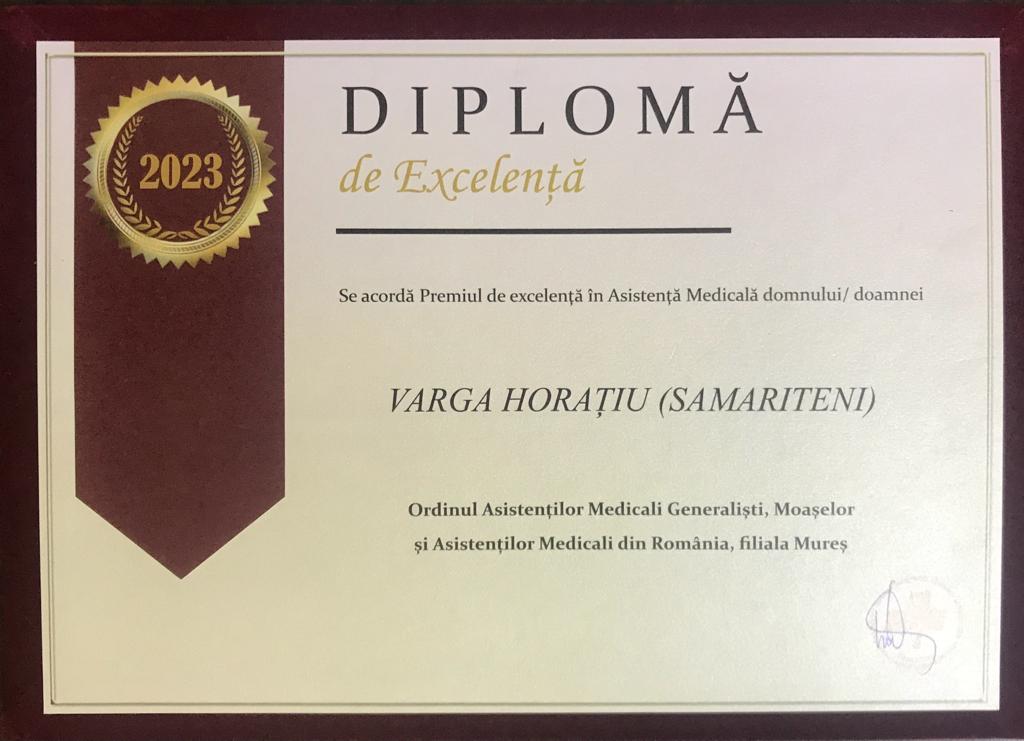 2023
DIPLOMĂ
de Excelență
Se acordă Premiul de excelență în Asistență Medicală domnului/ doamnei
VARGA HORAȚIU (SAMARITENI)
Ordinul Asistenților Medicali Generaliști, Moașelor
și Asistenților Medicali din România, filiala Mureș